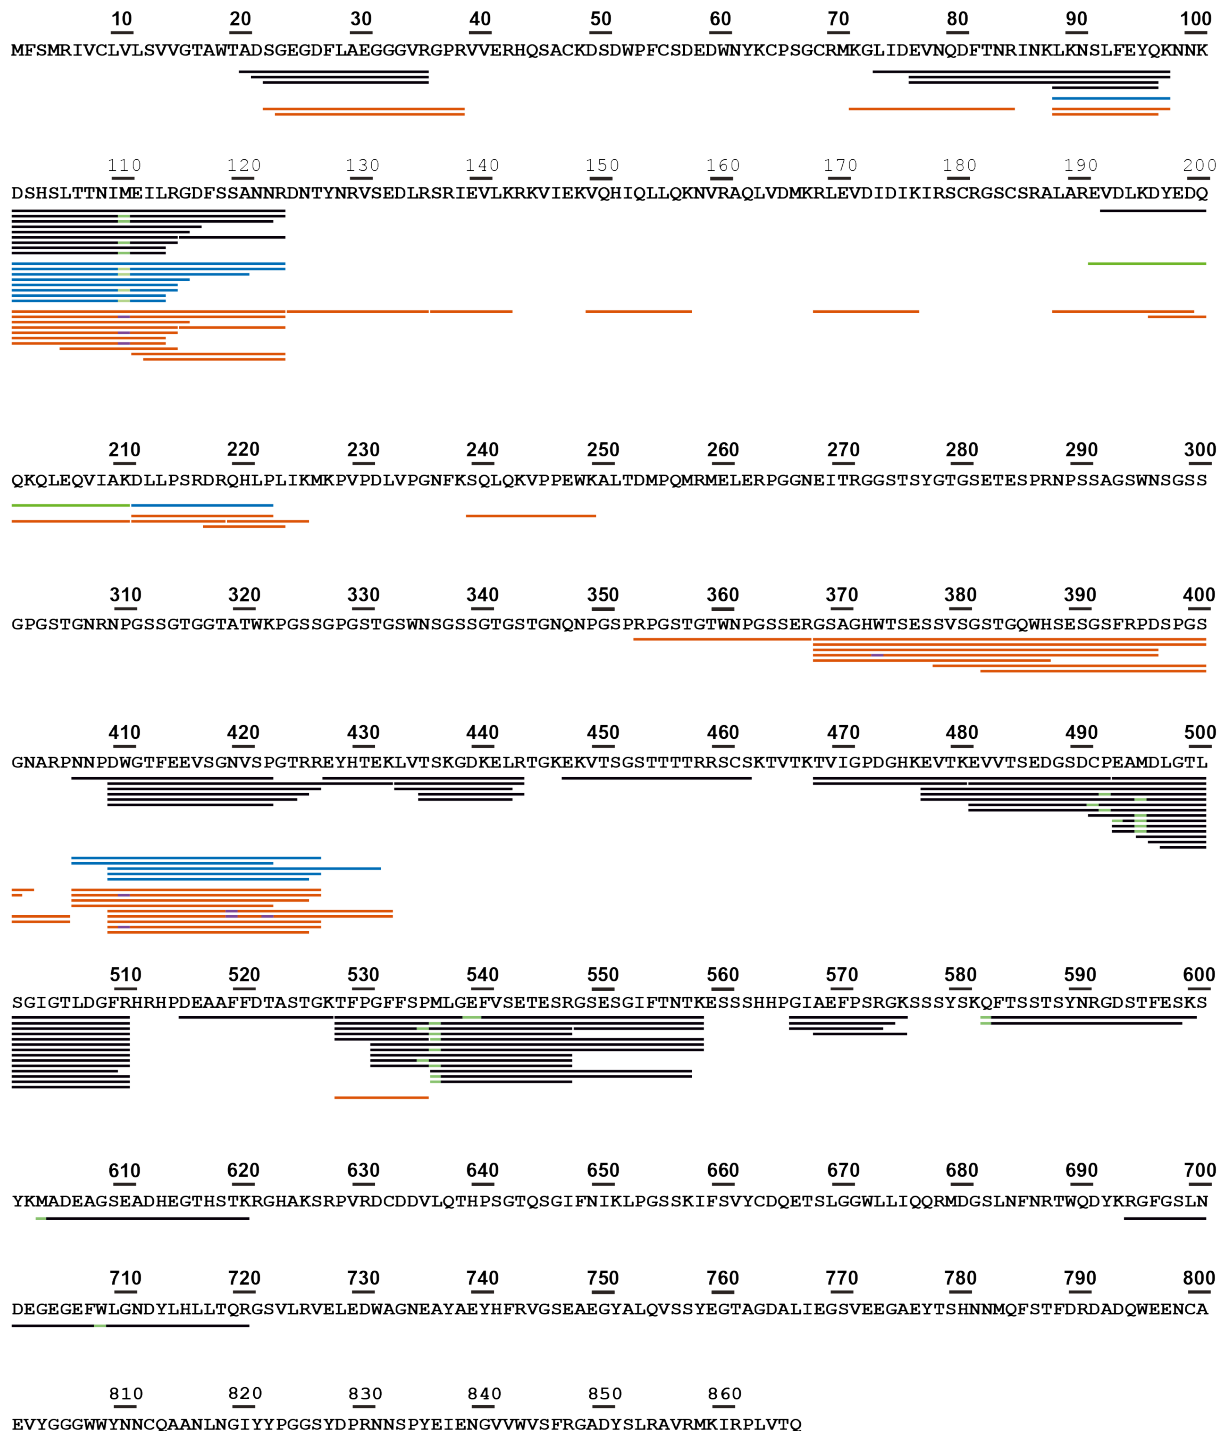 10 20 30 40 50 60 70 80 90 100
MFSMRIVCLVLSVVGTAWTADSGEGDFLAEGGGVRGPRVVERHQSACKDSDWPFCSDEDWNYKCPSGCRMKGLIDEVNQDFTNRINKLKNSLFEYQKNNK
110 120 130 140 150 160 170 180 190 200
DSHSLTTNIMEILRGDFSSANNRDNTYNRVSEDLRSRIEVLKRKVIEKVQHIQLLQKNVRAQLVDMKRLEVDIDIKIRSCRGSCSRALAREVDLKDYEDQ
210 220 230 240 250 260 270 280 290 300
QKQLEQVIAKDLLPSRDRQHLPLIKMKPVPDLVPGNFKSQLQKVPPEWKALTDMPQMRMELERPGGNEITRGGSTSYGTGSETESPRNPSSAGSWNSGSS
310 320 330 340 350 360 370 380 390 400
GPGSTGNRNPGSSGTGGTATWKPGSSGPGSTGSWNSGSSGTGSTGNQNPGSPRPGSTGTWNPGSSERGSAGHWTSESSVSGSTGQWHSESGSFRPDSPGS
410 420 430 440 450 460 470 480 490 500
GNARPNNPDWGTFEEVSGNVSPGTRREYHTEKLVTSKGDKELRTGKEKVTSGSTTTTRRSCSKTVTKTVIGPDGHKEVTKEVVTSEDGSDCPEAMDLGTL
510 520 530 540 550 560 570 580 590 600
SGIGTLDGFRHRHPDEAAFFDTASTGKTFPGFFSPMLGEFVSETESRGSESGIFTNTKESSSHHPGIAEFPSRGKSSSYSKQFTSSTSYNRGDSTFESKS
610 620 630 640 650 660 670 680 690 700
YKMADEAGSEADHEGTHSTKRGHAKSRPVRDCDDVLQTHPSGTQSGIFNIKLPGSSKIFSVYCDQETSLGGWLLIQQRMDGSLNFNRTWQDYKRGFGSLN
710 720 730 740 750 760 770 780 790 800
DEGEGEFWLGNDYLHLLTQRGSVLRVELEDWAGNEAYAEYHFRVGSEAEGYALQVSSYEGTAGDALIEGSVEEGAEYTSHNNMQFSTFDRDADQWEENCA
810 820 830 840 850 860
EVYGGGWWYNNCQAANLNGIYYPGGSYDPRNNSPYEIENGVVWVSFRGADYSLRAVRMKIRPLVTQ